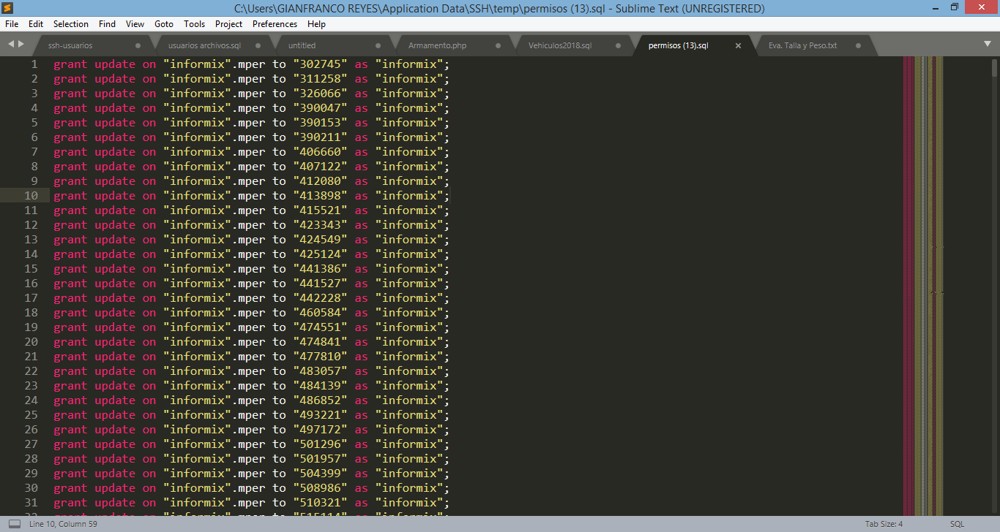 C:\Users\GIANFRANCO REYES\Application Data\SSH\temp\permisos (13).sql - Sublime Text (UNREGISTERED)
File Edit Selection Find View Goto Tools Project Preferences Help
ssh-usuarios usuarios archivos.sql untitled Armamento.php Vehiculos2018.sql permisos (13).sql Eva. Talla y Peso.txt
1 grant update on "informix".mper to "302745" as "informix";
2 grant update on "informix".mper to "311258" as "informix";
3 grant update on "informix".mper to "326066" as "informix";
4 grant update on "informix".mper to "390047" as "informix";
5 grant update on "informix".mper to "390153" as "informix";
6 grant update on "informix".mper to "390211" as "informix";
7 grant update on "informix".mper to "406660" as "informix";
8 grant update on "informix".mper to "407122" as "informix";
9 grant update on "informix".mper to "412080" as "informix";
10 grant update on "informix".mper to "413898" as "informix";
11 grant update on "informix".mper to "415521" as "informix";
12 grant update on "informix".mper to "423343" as "informix";
13 grant update on "informix".mper to "424549" as "informix";
14 grant update on "informix".mper to "425124" as "informix";
15 grant update on "informix".mper to "441386" as "informix";
16 grant update on "informix".mper to "441527" as "informix";
17 grant update on "informix".mper to "442228" as "informix";
18 grant update on "informix".mper to "460584" as "informix";
19 grant update on "informix".mper to "474551" as "informix";
20 grant update on "informix".mper to "474841" as "informix";
21 grant update on "informix".mper to "477810" as "informix";
22 grant update on "informix".mper to "483057" as "informix";
23 grant update on "informix".mper to "484139" as "informix";
24 grant update on "informix".mper to "486852" as "informix";
25 grant update on "informix".mper to "493221" as "informix";
26 grant update on "informix".mper to "497172" as "informix";
27 grant update on "informix".mper to "501296" as "informix";
28 grant update on "informix".mper to "501957" as "informix";
29 grant update on "informix".mper to "504399" as "informix";
30 grant update on "informix".mper to "508986" as "informix";
31 grant update on "informix".mper to "510321" as "informix";
Line 10, Column 59 Tab Size: 4 SQL